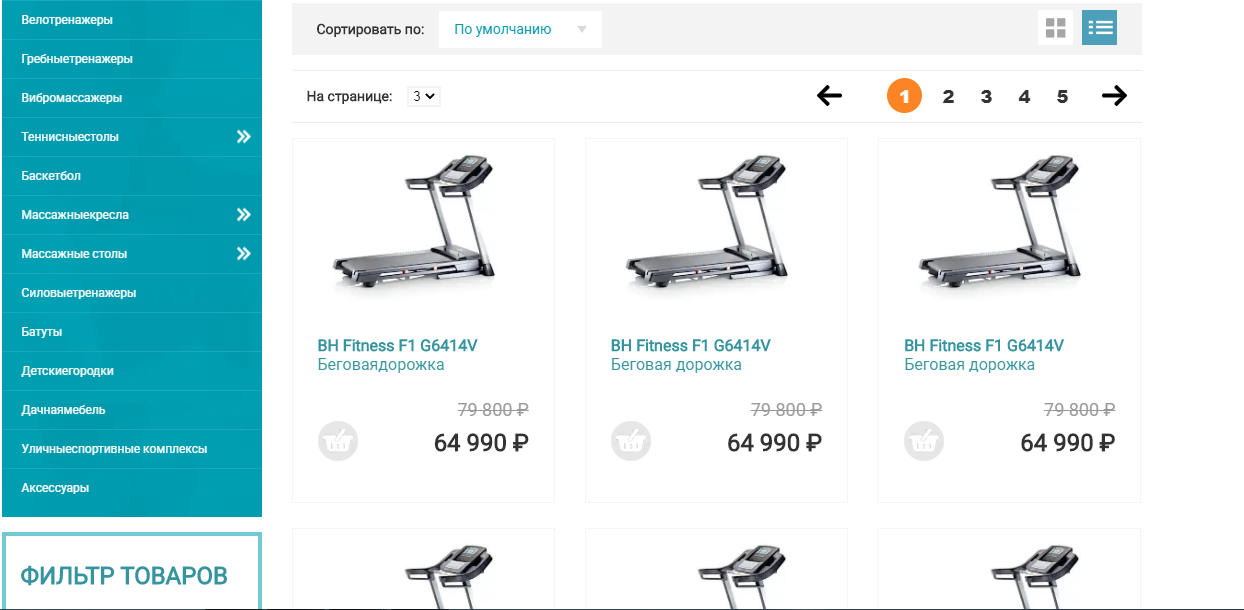 Велотренажеры
Гребныетренажеры
Вибромассажеры
Теннисныестолы
Баскетбол
Массажныекресла
Массажные столы
Силовыетренажеры
Батуты
Детскиегородки
Дачнаямебель
Уличныеспортивные комплексы
Аксессуары
ФИЛЬТР ТОВАРОВ
Сортировать по: По умолчанию
На странице: 3
1 2 3 4 5
BH Fitness F1 G6414V
Беговаядорожка
79 800 ₽
64 990 ₽
BH Fitness F1 G6414V
Беговая дорожка
79 800 ₽
64 990 ₽
BH Fitness F1 G6414V
Беговая дорожка
79 800 ₽
64 990 ₽